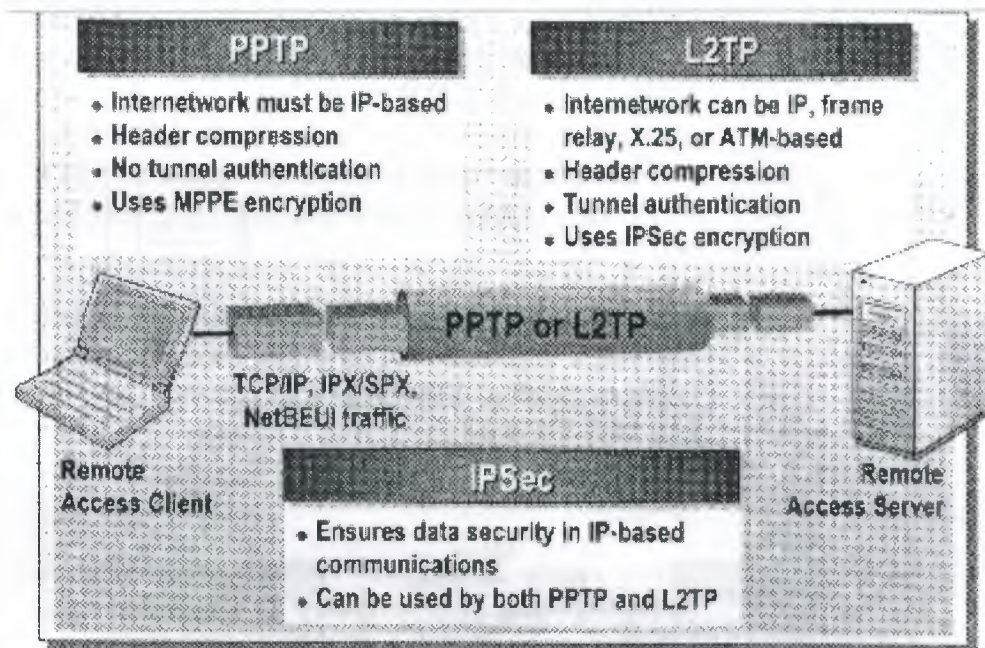 PPTP
• Internetwork must be IP-based
• Header compression
• No tunnel authentication
• Uses MPPE encryption
L2TP
• Internetwork can be IP, frame
relay, X.25, or ATM-based
• Header compression
• Tunnel authentication
• Uses IPSec encryption
PPTP or L2TP
TCP/IP, IPX/SPX,
NetBEUI traffic
Remote
Access Client
Remote
Access Server
IPSec
• Ensures data security in IP-based
communications
• Can be used by both PPTP and L2TP